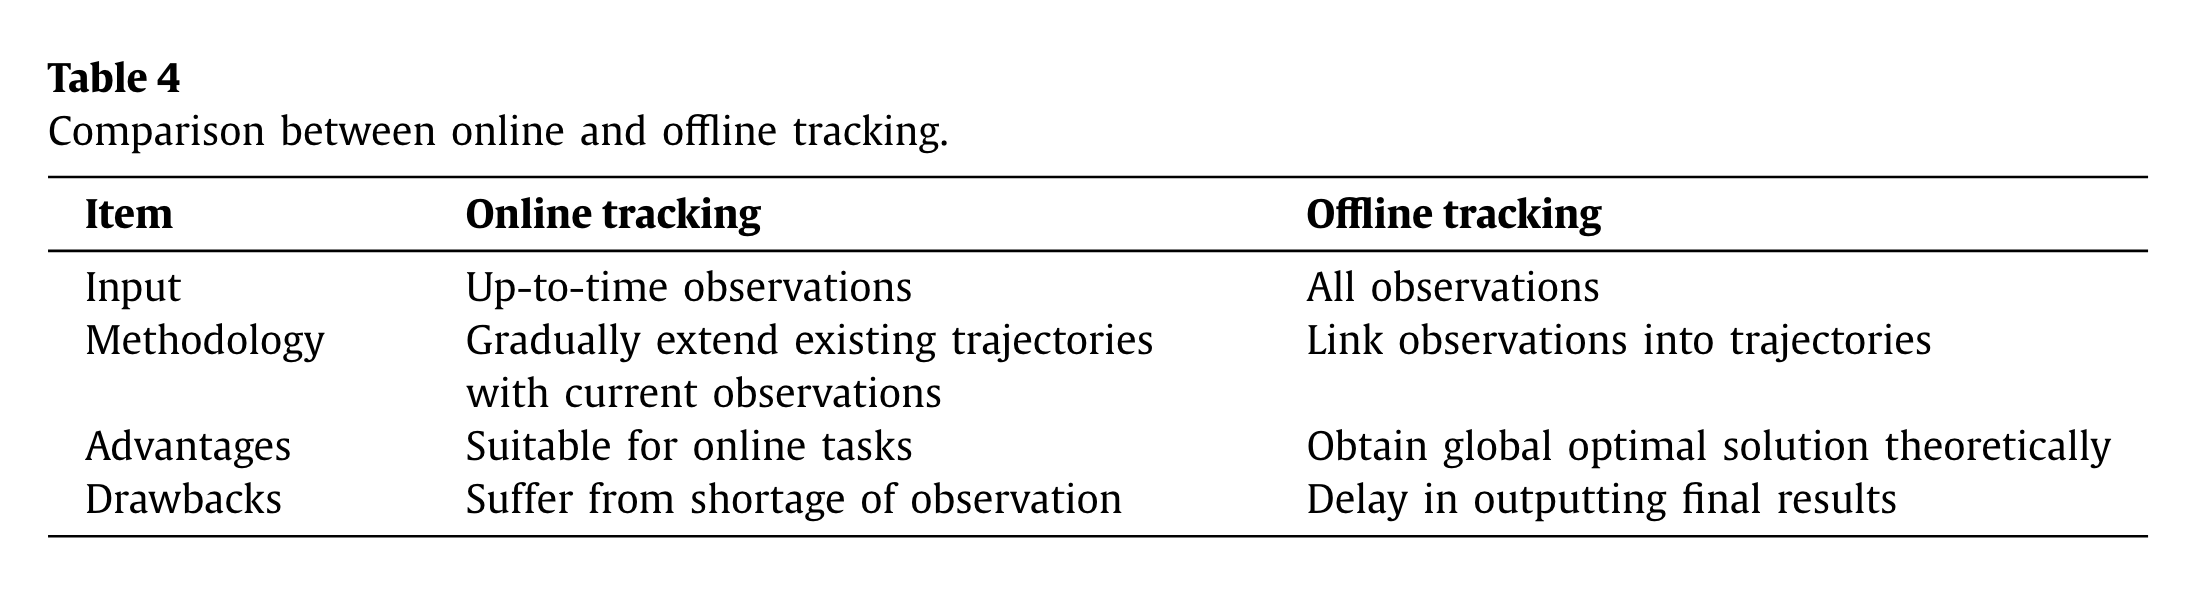 Table 4
Comparison between online and offline tracking.
Item Online tracking Offline tracking
Input Up-to-time observations All observations
Methodology Gradually extend existing trajectories Link observations into trajectories
with current observations
Advantages Suitable for online tasks Obtain global optimal solution theoretically
Drawbacks Suffer from shortage of observation Delay in outputting final results